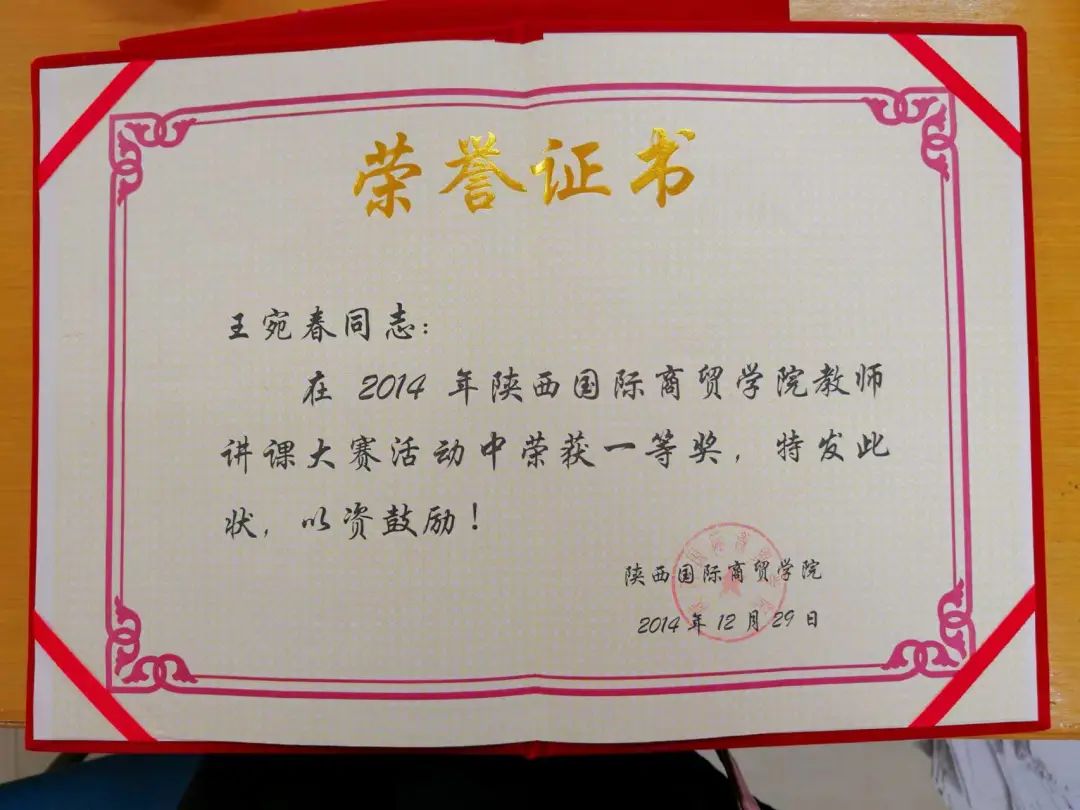 荣誉证书
王宛春同志：
在 2014 年陕西国际商贸学院教师
讲课大赛活动中荣获一等奖，特发此
状，以资鼓励！
陕西国际商贸学院
2014 年 12 月 29 日